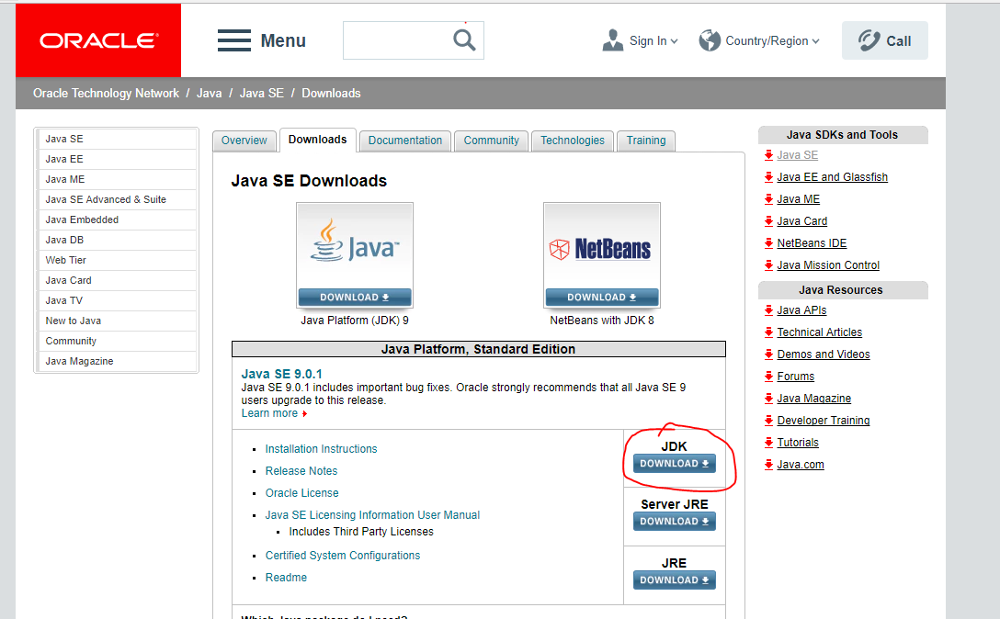 ORACLE
Menu
Sign In
Country/Region
Call
Oracle Technology Network / Java / Java SE / Downloads
Java SE
Java EE
Java ME
Java SE Advanced & Suite
Java Embedded
Java DB
Web Tier
Java Card
Java TV
New to Java
Community
Java Magazine
Overview
Downloads
Documentation
Community
Technologies
Training
Java SE Downloads
Java™
DOWNLOAD
Java Platform (JDK) 9
NetBeans
DOWNLOAD
NetBeans with JDK 8
Java Platform, Standard Edition
Java SE 9.0.1
Java SE 9.0.1 includes important bug fixes. Oracle strongly recommends that all Java SE 9
users upgrade to this release.
Learn more
Installation Instructions
Release Notes
Oracle License
Java SE Licensing Information User Manual
Includes Third Party Licenses
Certified System Configurations
Readme
JDK
DOWNLOAD
Server JRE
DOWNLOAD
JRE
DOWNLOAD
Which Java package do I need?
Java SDKs and Tools
Java SE
Java EE and Glassfish
Java ME
Java Card
NetBeans IDE
Java Mission Control
Java Resources
Java APIs
Technical Articles
Demos and Videos
Forums
Java Magazine
Developer Training
Tutorials
Java.com